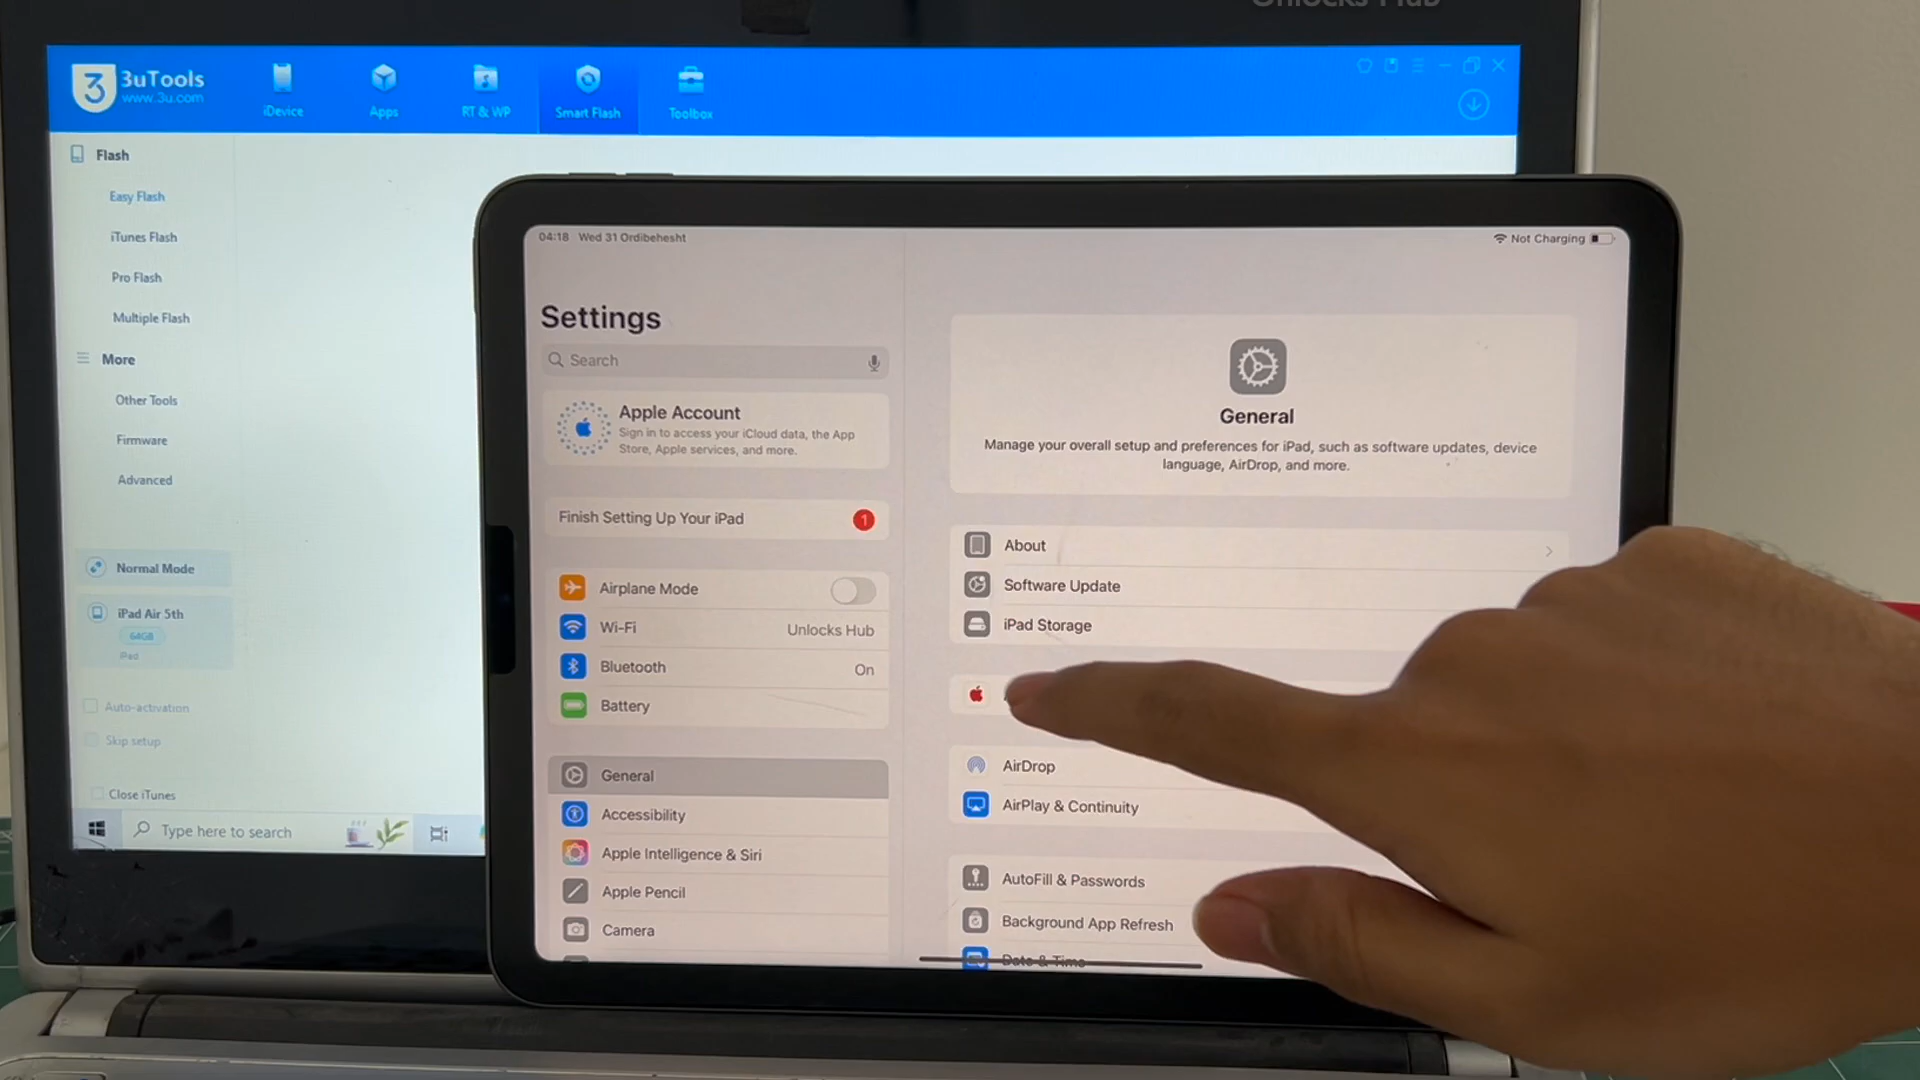 Unlocks Hub
3uTools
www.3u.com
iDevice
Apps
RT & WP
Smart Flash
Toolbox
Flash
Easy Flash
iTunes Flash
Pro Flash
Multiple Flash
More
Other Tools
Firmware
Advanced
Normal Mode
iPad Air 5th
64GB
iPad
Auto-activation
Skip setup
Close iTunes
Type here to search
04:18 Wed 31 Ordibehesht
Not Charging
Settings
Search
Apple Account
Sign in to access your iCloud data, the App
Store, Apple services, and more.
Finish Setting Up Your iPad
1
Airplane Mode
Wi-Fi
Unlocks Hub
Bluetooth
On
Battery
General
Accessibility
Apple Intelligence & Siri
Apple Pencil
Camera
General
Manage your overall setup and preferences for iPad, such as software updates, device
language, AirDrop, and more.
About
Software Update
iPad Storage
AirDrop
AirPlay & Continuity
AutoFill & Passwords
Background App Refresh
Date & Time